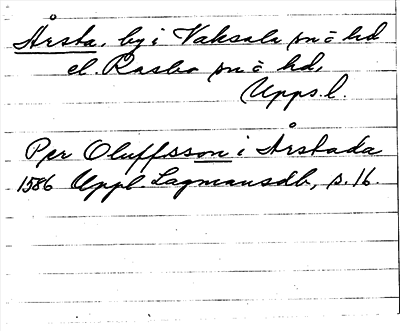 Årsta, by i Vaksala sn o hd
el. Rasbo sn o hd,
Upps. l.
Per Oluffsson i Årstada
1586 Uppl Lagmansdb, s. 16.